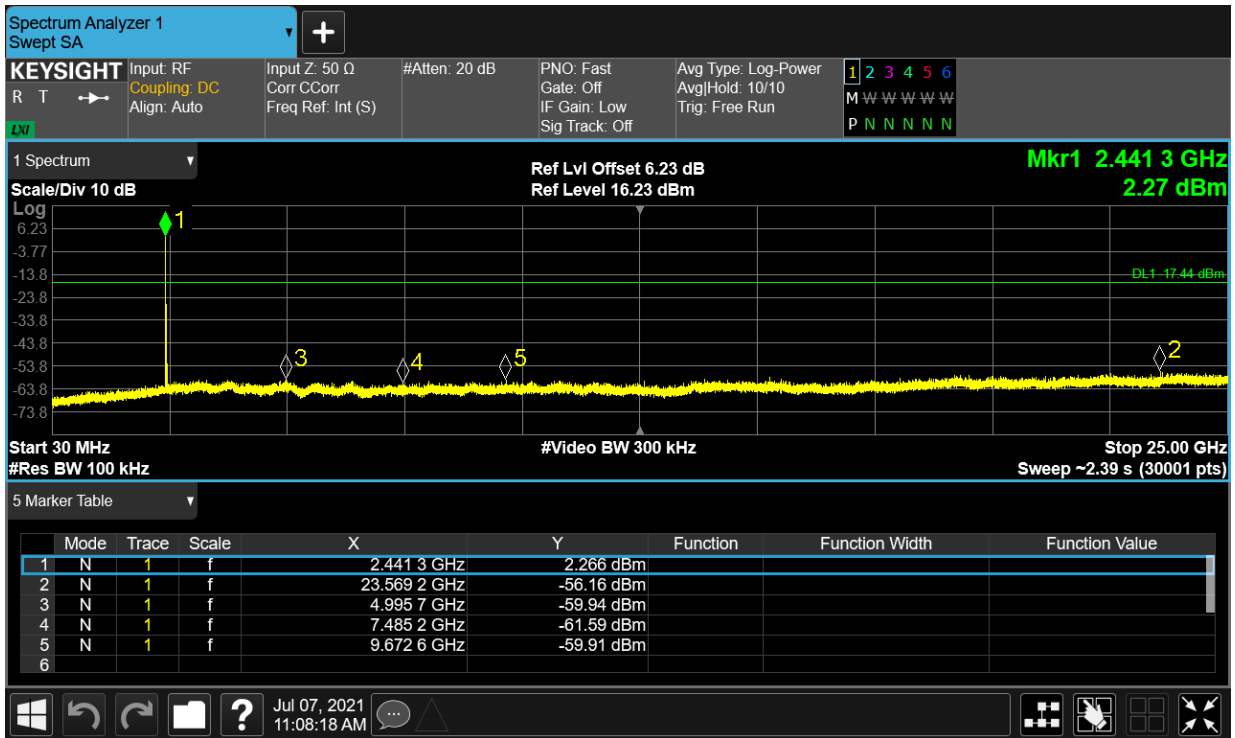 Spectrum Analyzer 1
Swept SA
KEYSIGHT
R T
LXI
Input: RF
Coupling: DC
Align: Auto
Input Z: 50 Ω
Corr CCorr
Freq Ref: Int (S)
#Atten: 20 dB
PNO: Fast
Gate: Off
IF Gain: Low
Sig Track: Off
Avg Type: Log-Power
Avg|Hold: 10/10
Trig: Free Run
1 2 3 4 5 6
M W W W W W
P N N N N N
1 Spectrum
Scale/Div 10 dB
Ref Lvl Offset 6.23 dB
Ref Level 16.23 dBm
Mkr1 2.441 3 GHz
2.27 dBm
Log
6.23
-3.77
-13.8
-23.8
-33.8
-43.8
-53.8
-63.8
-73.8
1
3
4
5
2
DL1 -17.44 dBm
Start 30 MHz
#Video BW 300 kHz
Stop 25.00 GHz
#Res BW 100 kHz
Sweep ~2.39 s (30001 pts)
5 Marker Table
Mode Trace Scale X Y Function Function Width Function Value
1 N 1 f 2.441 3 GHz 2.266 dBm
2 N 1 f 23.569 2 GHz -56.16 dBm
3 N 1 f 4.995 7 GHz -59.94 dBm
4 N 1 f 7.485 2 GHz -61.59 dBm
5 N 1 f 9.672 6 GHz -59.91 dBm
6
?
Jul 07, 2021
11:08:18 AM